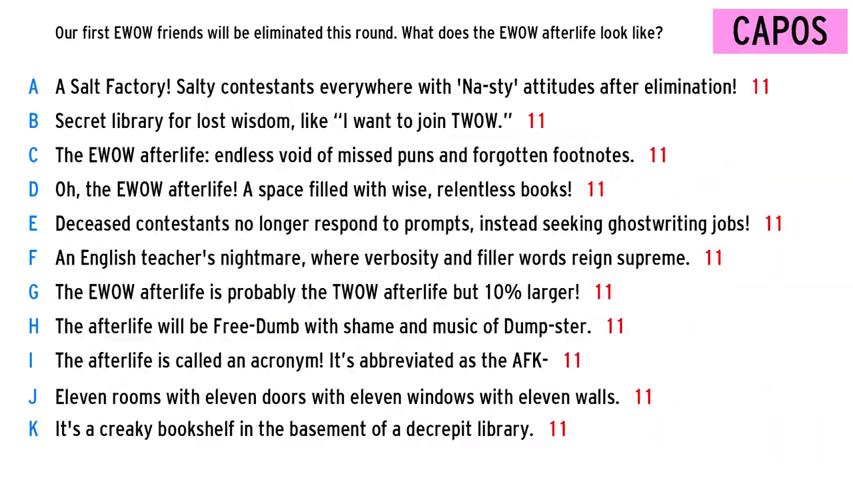 Our first EWOW friends will be eliminated this round. What does the EWOW afterlife look like?
CAPOS
A A Salt Factory! Salty contestants everywhere with 'Na-sty' attitudes after elimination! 11
B Secret library for lost wisdom, like “I want to join TWOW.” 11
C The EWOW afterlife: endless void of missed puns and forgotten footnotes. 11
D Oh, the EWOW afterlife! A space filled with wise, relentless books! 11
E Deceased contestants no longer respond to prompts, instead seeking ghostwriting jobs! 11
F An English teacher's nightmare, where verbosity and filler words reign supreme. 11
G The EWOW afterlife is probably the TWOW afterlife but 10% larger! 11
H The afterlife will be Free-Dumb with shame and music of Dump-ster. 11
I The afterlife is called an acronym! It’s abbreviated as the AFK- 11
J Eleven rooms with eleven doors with eleven windows with eleven walls. 11
K It's a creaky bookshelf in the basement of a decrepit library. 11